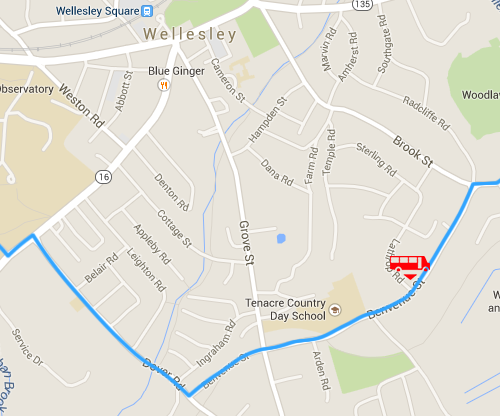 Wellesley Square
135
Wellesley
Marvin Rd
Amherst Rd
Southgate Rd
Blue Ginger
Cameron St
Observatory
Abbott St
Weston Rd
Woodla
Radcliffe Rd
Hampden St
Brook St
Sterling Rd
Temple Rd
Farm Rd
Dana Rd
16
Denton Rd
Cottage St
Grove St
Appleby Rd
Leighton Rd
Belair Rd
Rd
Benvenue St
Tenacre Country
Day School
W
Service Dr
Ingraham Rd
Dover Rd
Benvenue St
Arden Rd
Brook